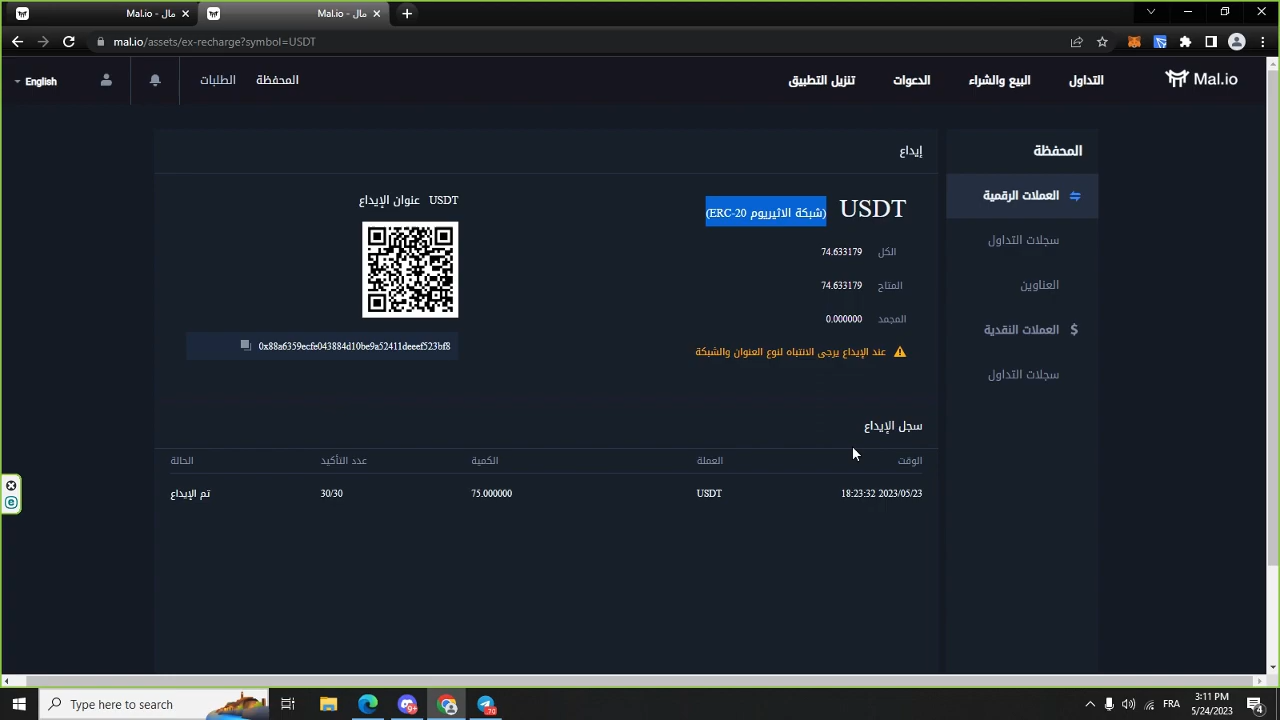 Mal.io - مال
Mal.io - مال
mal.io/assets/ex-recharge?symbol=USDT
Mal.io
التداول
البيع والشراء
الدعوات
تنزيل التطبيق
المحفظة
الطلبات
English
المحفظة
العملات الرقمية
سجلات التداول
العناوين
العملات النقدية
$
سجلات التداول
إيداع
USDT (شبكة الاثيريوم ERC-20)
الكل 74.633179
المتاح 74.633179
المجمد 0.000000
عند الإيداع يرجى الانتباه لنوع العنوان والشبكة
USDT عنوان الإيداع
0x88a6359ecfe043884d10be9a52411deeef523bf8
سجل الإيداع
الوقت العملة الكمية عدد التأكيد الحالة
18:23:32 2023/05/23 USDT 75.000000 30/30 تم الإيداع
Type here to search
9+
70
FRA
3:11 PM
5/24/2023
4